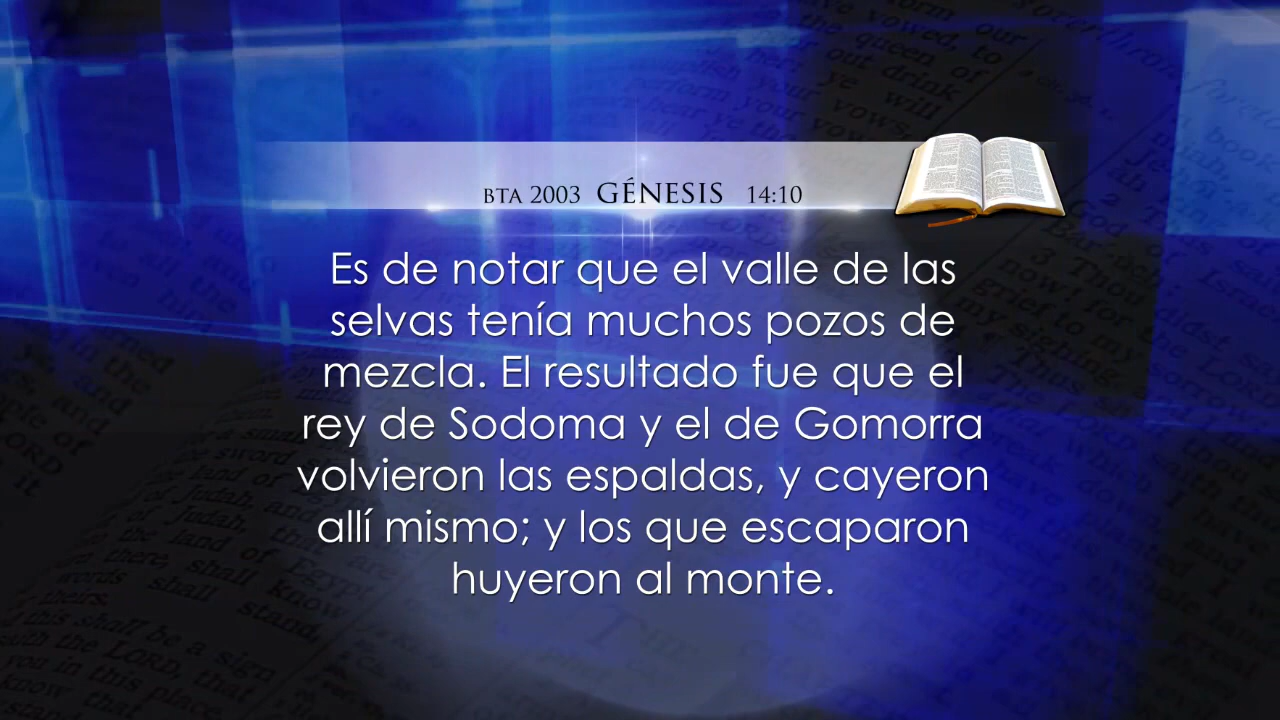 BTA 2003 GÉNESIS 14:10
Es de notar que el valle de las
selvas tenía muchos pozos de
mezcla. El resultado fue que el
rey de Sodoma y el de Gomorra
volvieron las espaldas, y cayeron
allí mismo; y los que escaparon
huyeron al monte.